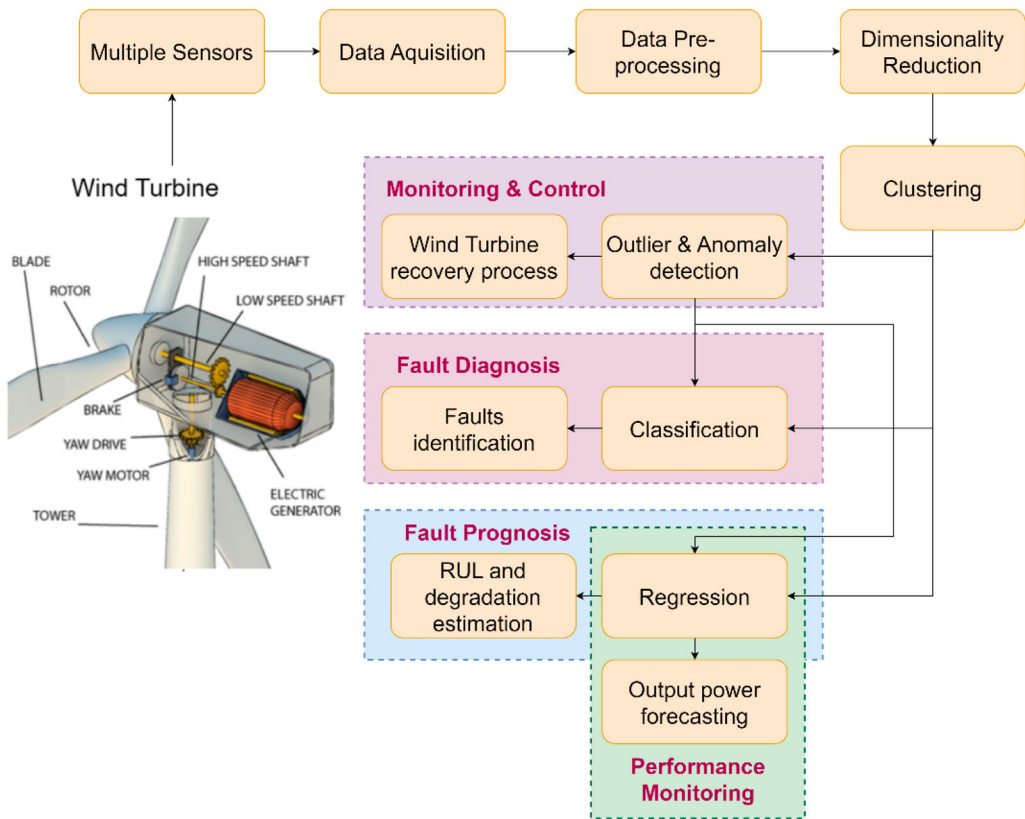 Multiple Sensors
Data Aquisition
Data Pre-
processing
Dimensionality
Reduction
Clustering
Wind Turbine
BLADE
ROTOR
HIGH SPEED SHAFT
LOW SPEED SHAFT
BRAKE
YAW DRIVE
YAW MOTOR
TOWER
ELECTRIC
GENERATOR
Monitoring & Control
Wind Turbine
recovery process
Outlier & Anomaly
detection
Fault Diagnosis
Faults
identification
Classification
Fault Prognosis
RUL and
degradation
estimation
Regression
Output power
forecasting
Performance
Monitoring